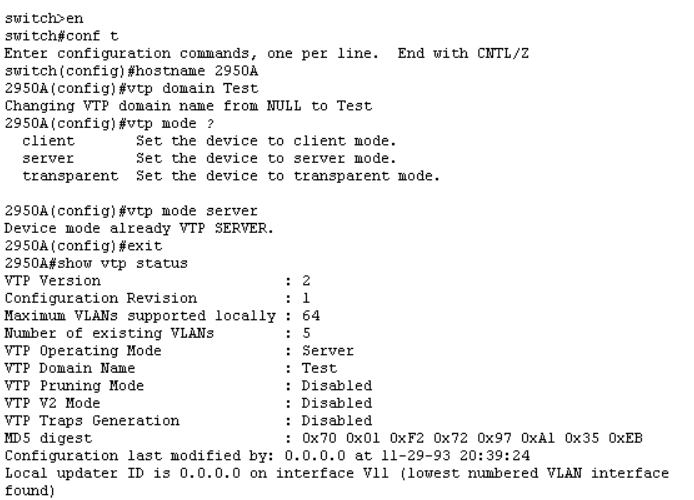 switch>en
switch#conf t
Enter configuration commands, one per line.  End with CNTL/Z
switch(config)#hostname 2950A
2950A(config)#vtp domain Test
Changing VTP domain name from NULL to Test
2950A(config)#vtp mode ?
  client       Set the device to client mode.
  server       Set the device to server mode.
  transparent  Set the device to transparent mode.

2950A(config)#vtp mode server
Device mode already VTP SERVER.
2950A(config)#exit
2950A#show vtp status
VTP Version                     : 2
Configuration Revision          : 1
Maximum VLANs supported locally : 64
Number of existing VLANs        : 5
VTP Operating Mode              : Server
VTP Domain Name                 : Test
VTP Pruning Mode                : Disabled
VTP V2 Mode                     : Disabled
VTP Traps Generation            : Disabled
MD5 digest                      : 0x70 0x01 0xF2 0x72 0x97 0xA1 0x35 0xEB
Configuration last modified by: 0.0.0.0 at 11-29-93 20:39:24
Local updater ID is 0.0.0.0 on interface Vl1 (lowest numbered VLAN interface
found)